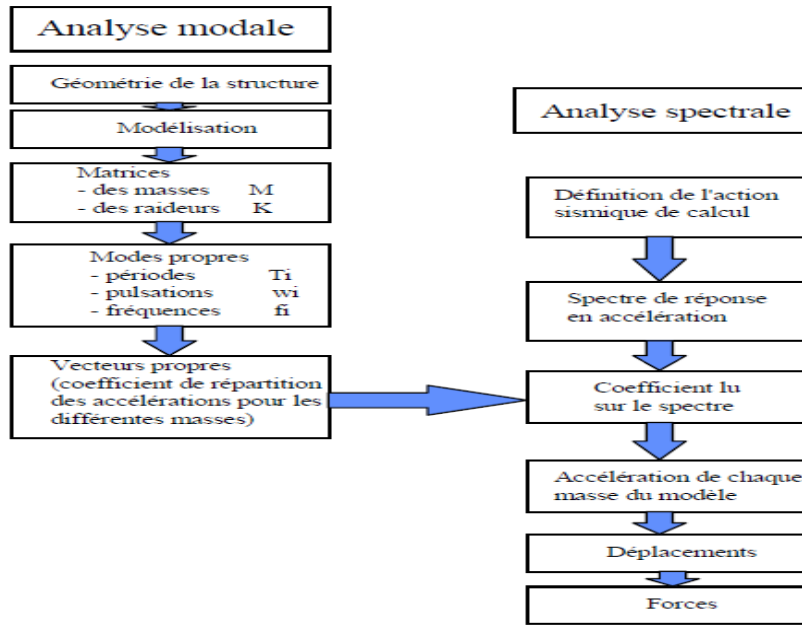 Analyse modale
Géométrie de la structure
Modélisation
Matrices
- des masses M
- des raideurs K
Modes propres
- périodes Ti
- pulsations wi
- fréquences fi
Vecteurs propres
(coefficient de répartition
des accélérations pour les
différentes masses)
Analyse spectrale
Définition de l'action
sismique de calcul
Spectre de réponse
en accélération
Coefficient lu
sur le spectre
Accélération de chaque
masse du modèle
Déplacements
Forces